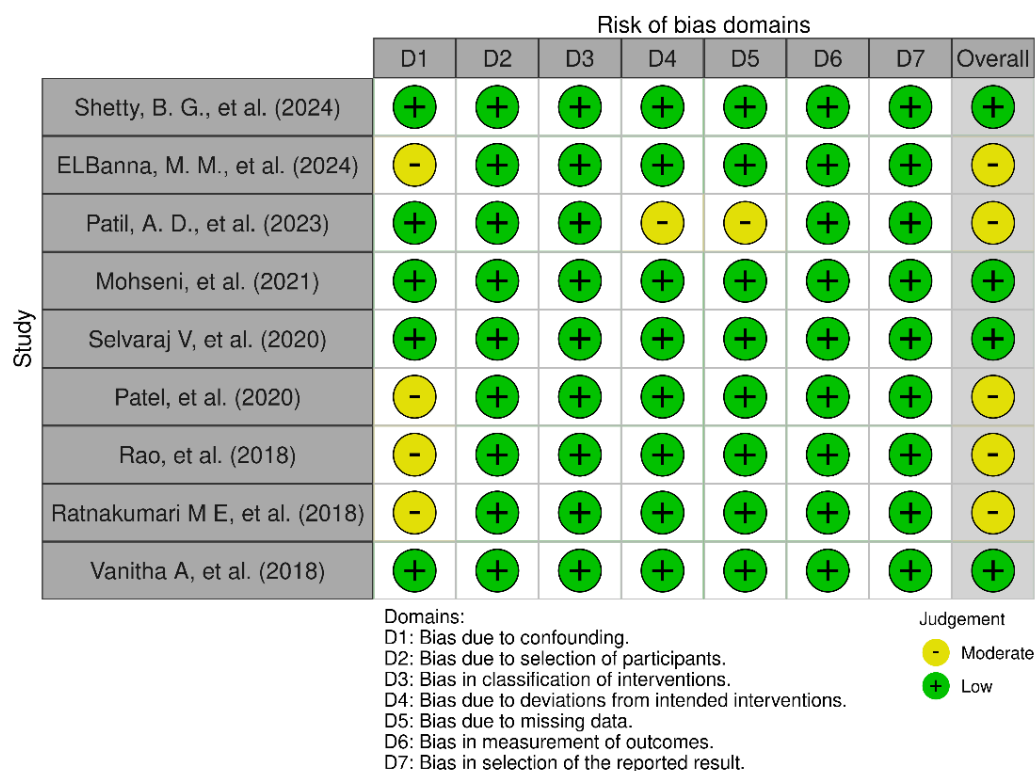 Risk of bias domains
D1 D2 D3 D4 D5 D6 D7 Overall
Study
Shetty, B. G., et al. (2024) + + + + + + + +
ELBanna, M. M., et al. (2024) - + + + + + + -
Patil, A. D., et al. (2023) + + + - - + + -
Mohseni, et al. (2021) + + + + + + + +
Selvaraj V, et al. (2020) + + + + + + + +
Patel, et al. (2020) - + + + + + + -
Rao, et al. (2018) - + + + + + + -
Ratnakumari M E, et al. (2018) - + + + + + + -
Vanitha A, et al. (2018) + + + + + + + +
Domains:
D1: Bias due to confounding.
D2: Bias due to selection of participants.
D3: Bias in classification of interventions.
D4: Bias due to deviations from intended interventions.
D5: Bias due to missing data.
D6: Bias in measurement of outcomes.
D7: Bias in selection of the reported result.
Judgement
- Moderate
+ Low